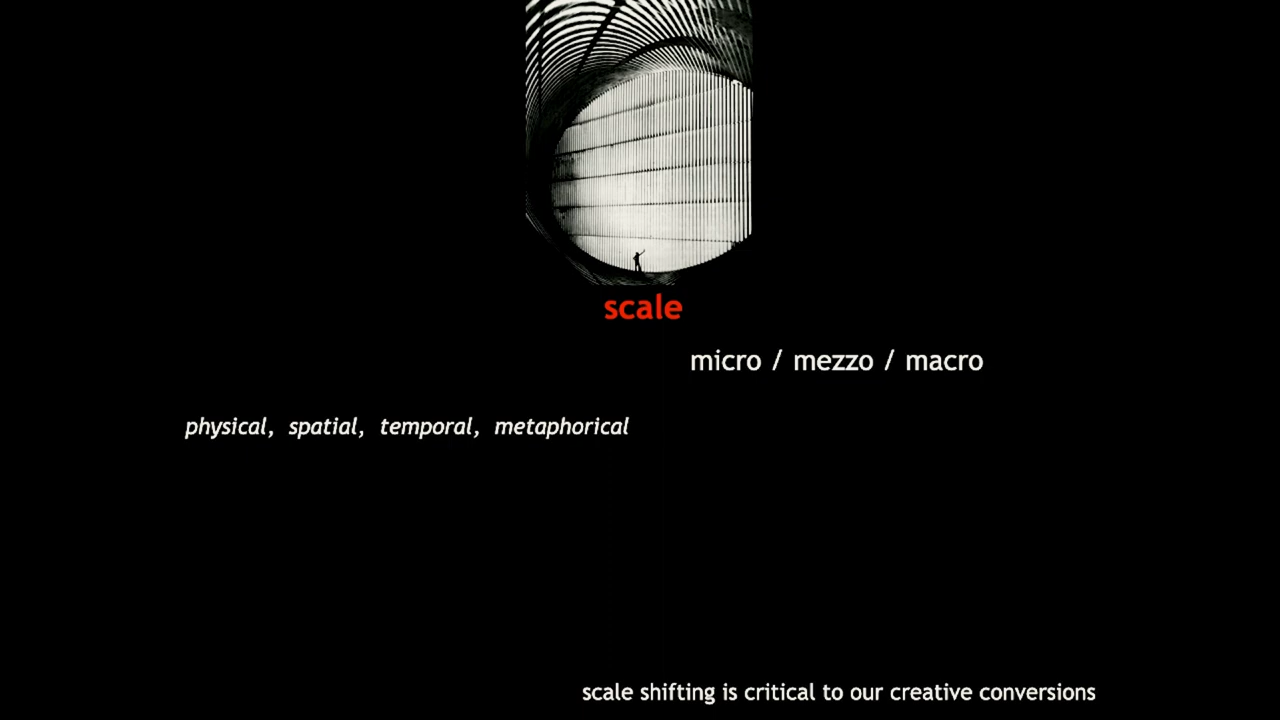 scale
micro / mezzo / macro
physical, spatial, temporal, metaphorical
scale shifting is critical to our creative conversions